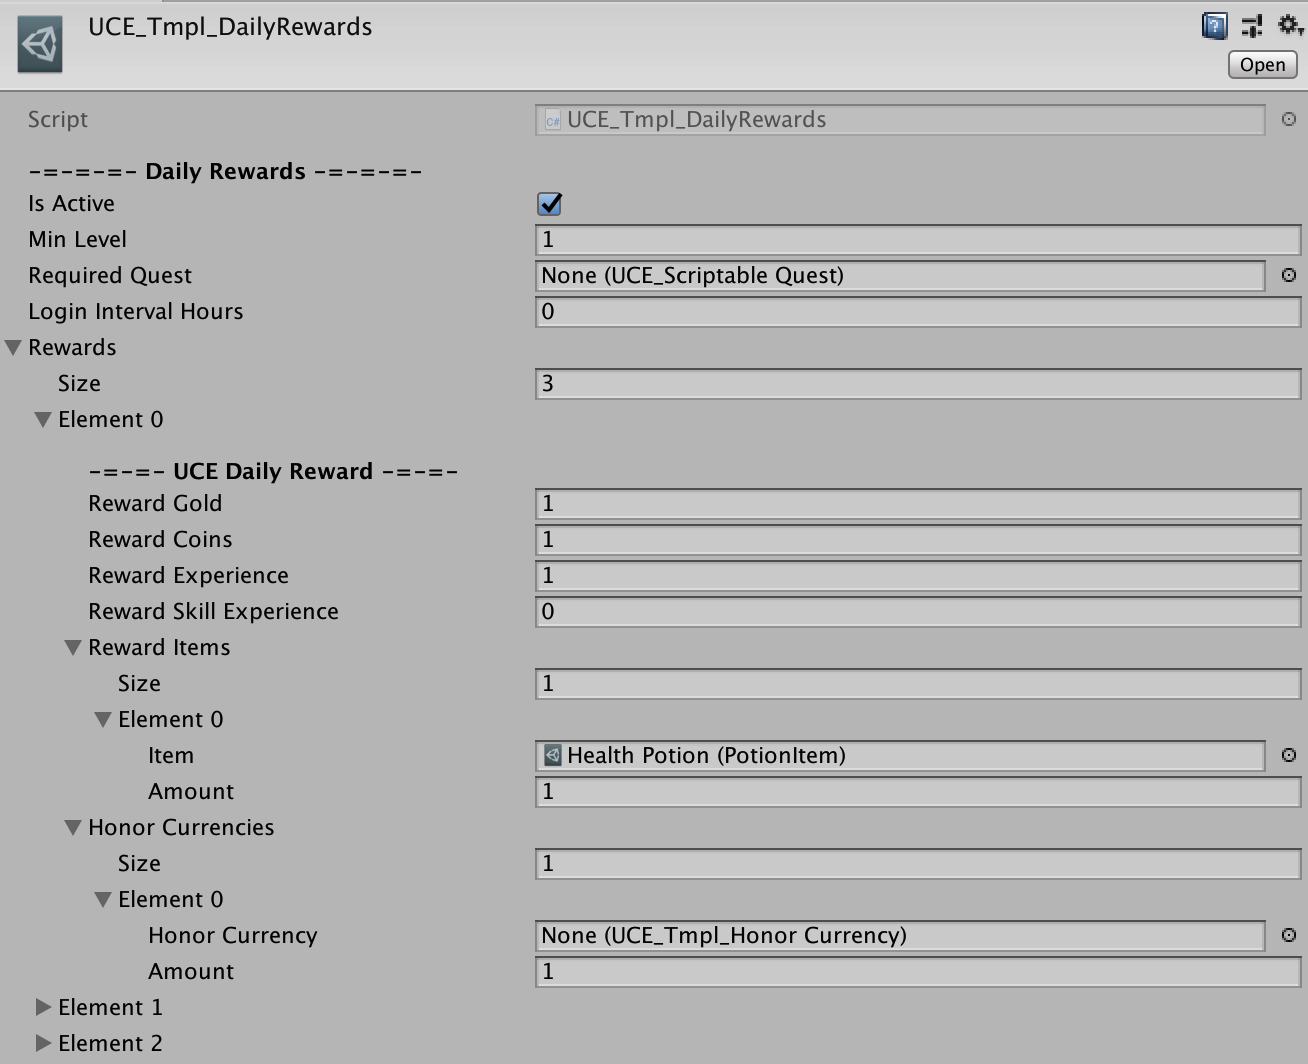 UCE_Tmpl_DailyRewards
Open
Script C# UCE_Tmpl_DailyRewards
-=-=-=- Daily Rewards -=-=-=-
Is Active
Min Level 1
Required Quest None (UCE_Scriptable Quest)
Login Interval Hours 0
Rewards
Size 3
Element 0
-=-=- UCE Daily Reward -=-=-
Reward Gold 1
Reward Coins 1
Reward Experience 1
Reward Skill Experience 0
Reward Items
Size 1
Element 0
Item Health Potion (PotionItem)
Amount 1
Honor Currencies
Size 1
Element 0
Honor Currency None (UCE_Tmpl_Honor Currency)
Amount 1
Element 1
Element 2